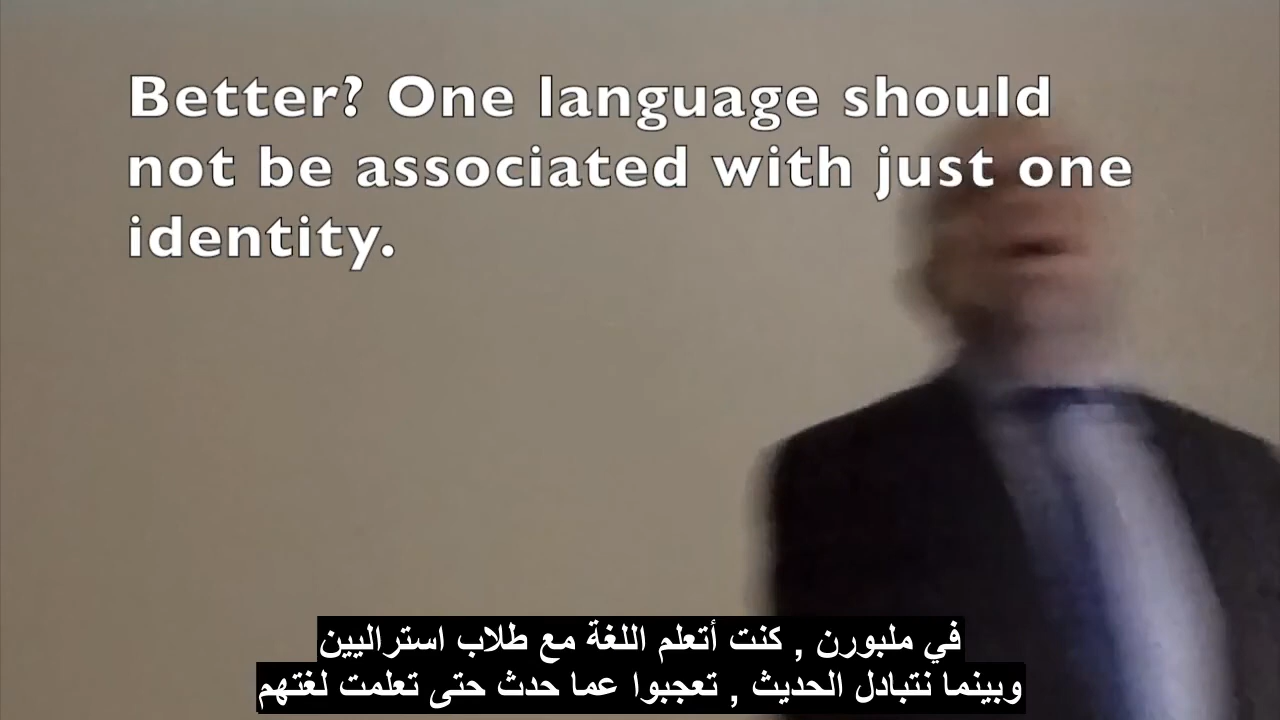 Better? One language should
not be associated with just one
identity.
في ملبورن , كنت أتعلم اللغة مع طلاب استراليين
وبينما نتبادل الحديث , تعجبوا عما حدث حتى تعلمت لغتهم